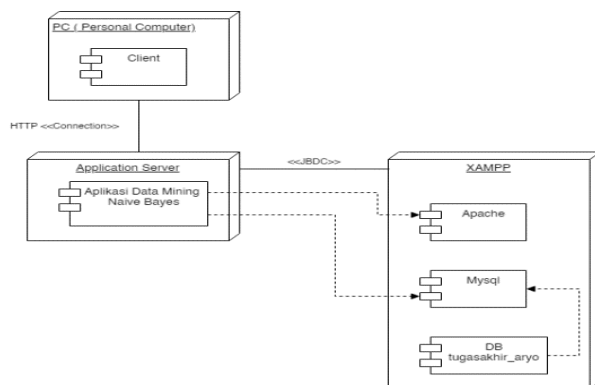 PC ( Personal Computer)
Client
HTTP <<Connection>>
Application Server
Aplikasi Data Mining
Naive Bayes
<<JBDC>>
XAMPP
Apache
Mysql
DB
tugasakhir_aryo